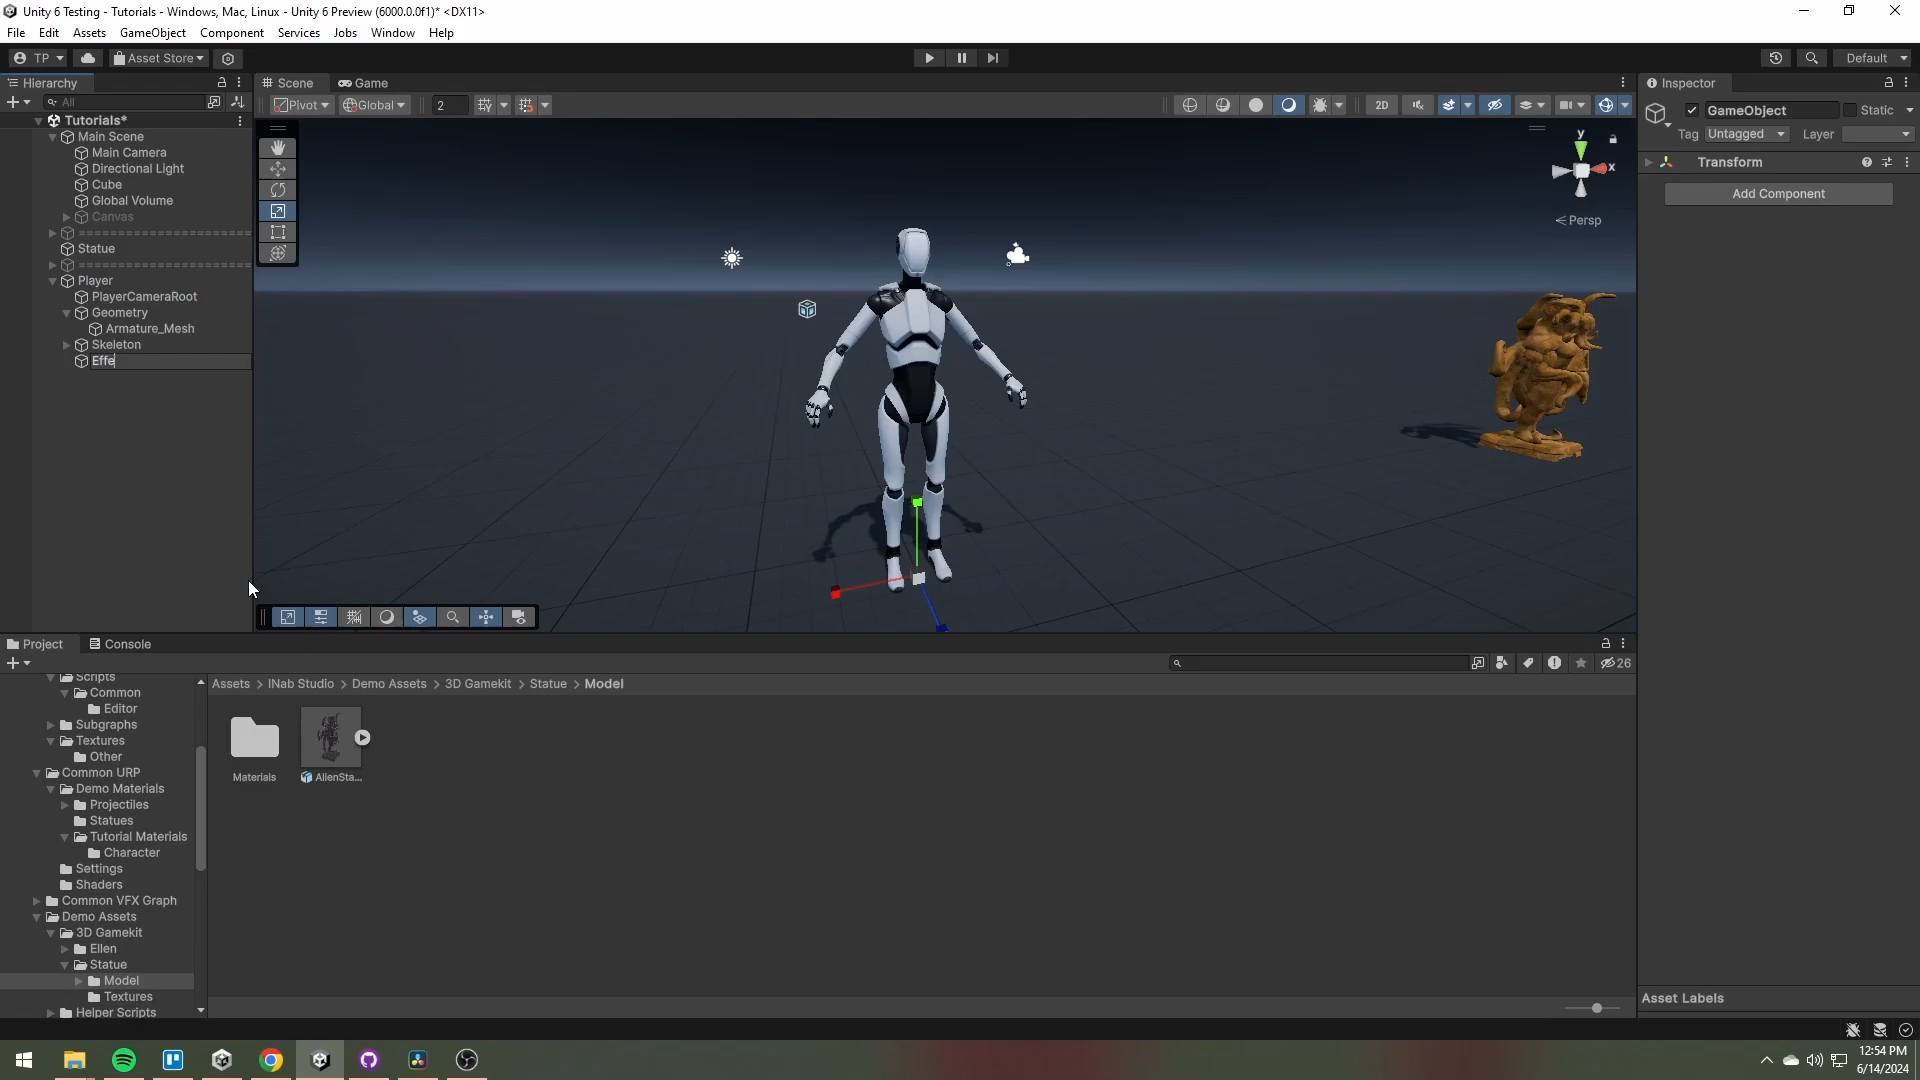 Unity 6 Testing - Tutorials - Windows, Mac, Linux - Unity 6 Preview (6000.0.0f1)* <DX11>
File Edit Assets GameObject Component Services Jobs Window Help
TP Asset Store Default
Hierarchy Scene Game Inspector
All Pivot Global 2 2D GameObject Static
Tutorials*
Tag Untagged Layer
Main Scene
Main Camera
Directional Light
Cube
Global Volume
Canvas
=========================
Statue
=========================
Player
PlayerCameraRoot
Geometry
Armature_Mesh
Skeleton
Effe
y
x
Persp
Transform
Add Component
Project Console
26
Scripts
Common
Editor
Subgraphs
Textures
Other
Common URP
Demo Materials
Projectiles
Statues
Tutorial Materials
Character
Settings
Shaders
Common VFX Graph
Demo Assets
3D Gamekit
Ellen
Statue
Model
Textures
Helper Scripts
Assets > INab Studio > Demo Assets > 3D Gamekit > Statue > Model
Materials AlienSta...
Asset Labels
12:54 PM
6/14/2024